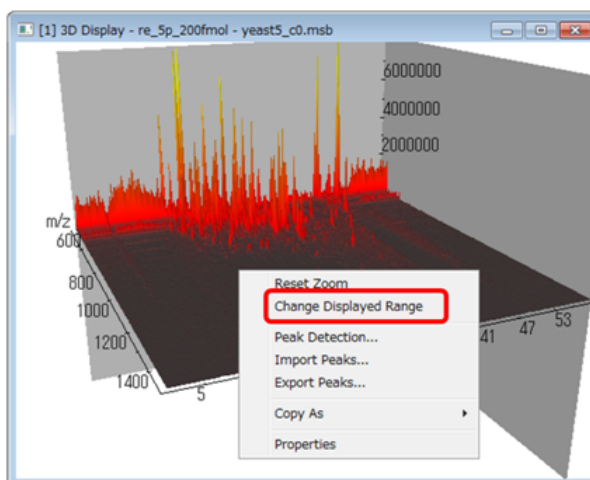 [1] 3D Display - re_5p_200fmol - yeast5_c0.msb
6000000
4000000
2000000
m/z
600
800
1000
1200
1400
5
41
47
53
Reset Zoom
Change Displayed Range
Peak Detection...
Import Peaks...
Export Peaks...
Copy As
Properties